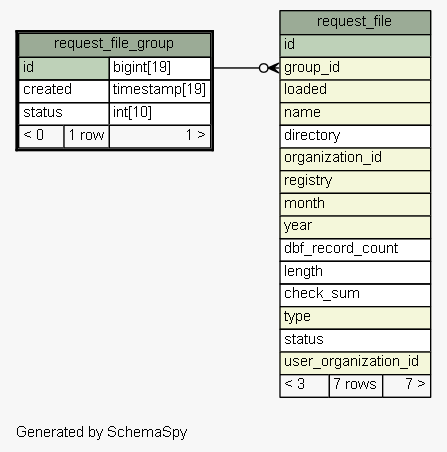 request_file_group
id bigint[19]
created timestamp[19]
status int[10]
< 0 1 row 1 >
request_file
id
group_id
loaded
name
directory
organization_id
registry
month
year
dbf_record_count
length
check_sum
type
status
user_organization_id
< 3 7 rows 7 >
Generated by SchemaSpy